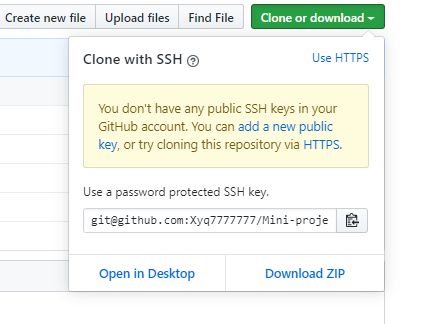 Create new file Upload files Find File Clone or download
Clone with SSH Use HTTPS
You don't have any public SSH keys in your
GitHub account. You can add a new public
key, or try cloning this repository via HTTPS.
Use a password protected SSH key.
git@github.com:Xyq7777777/Mini-proje
Open in Desktop Download ZIP